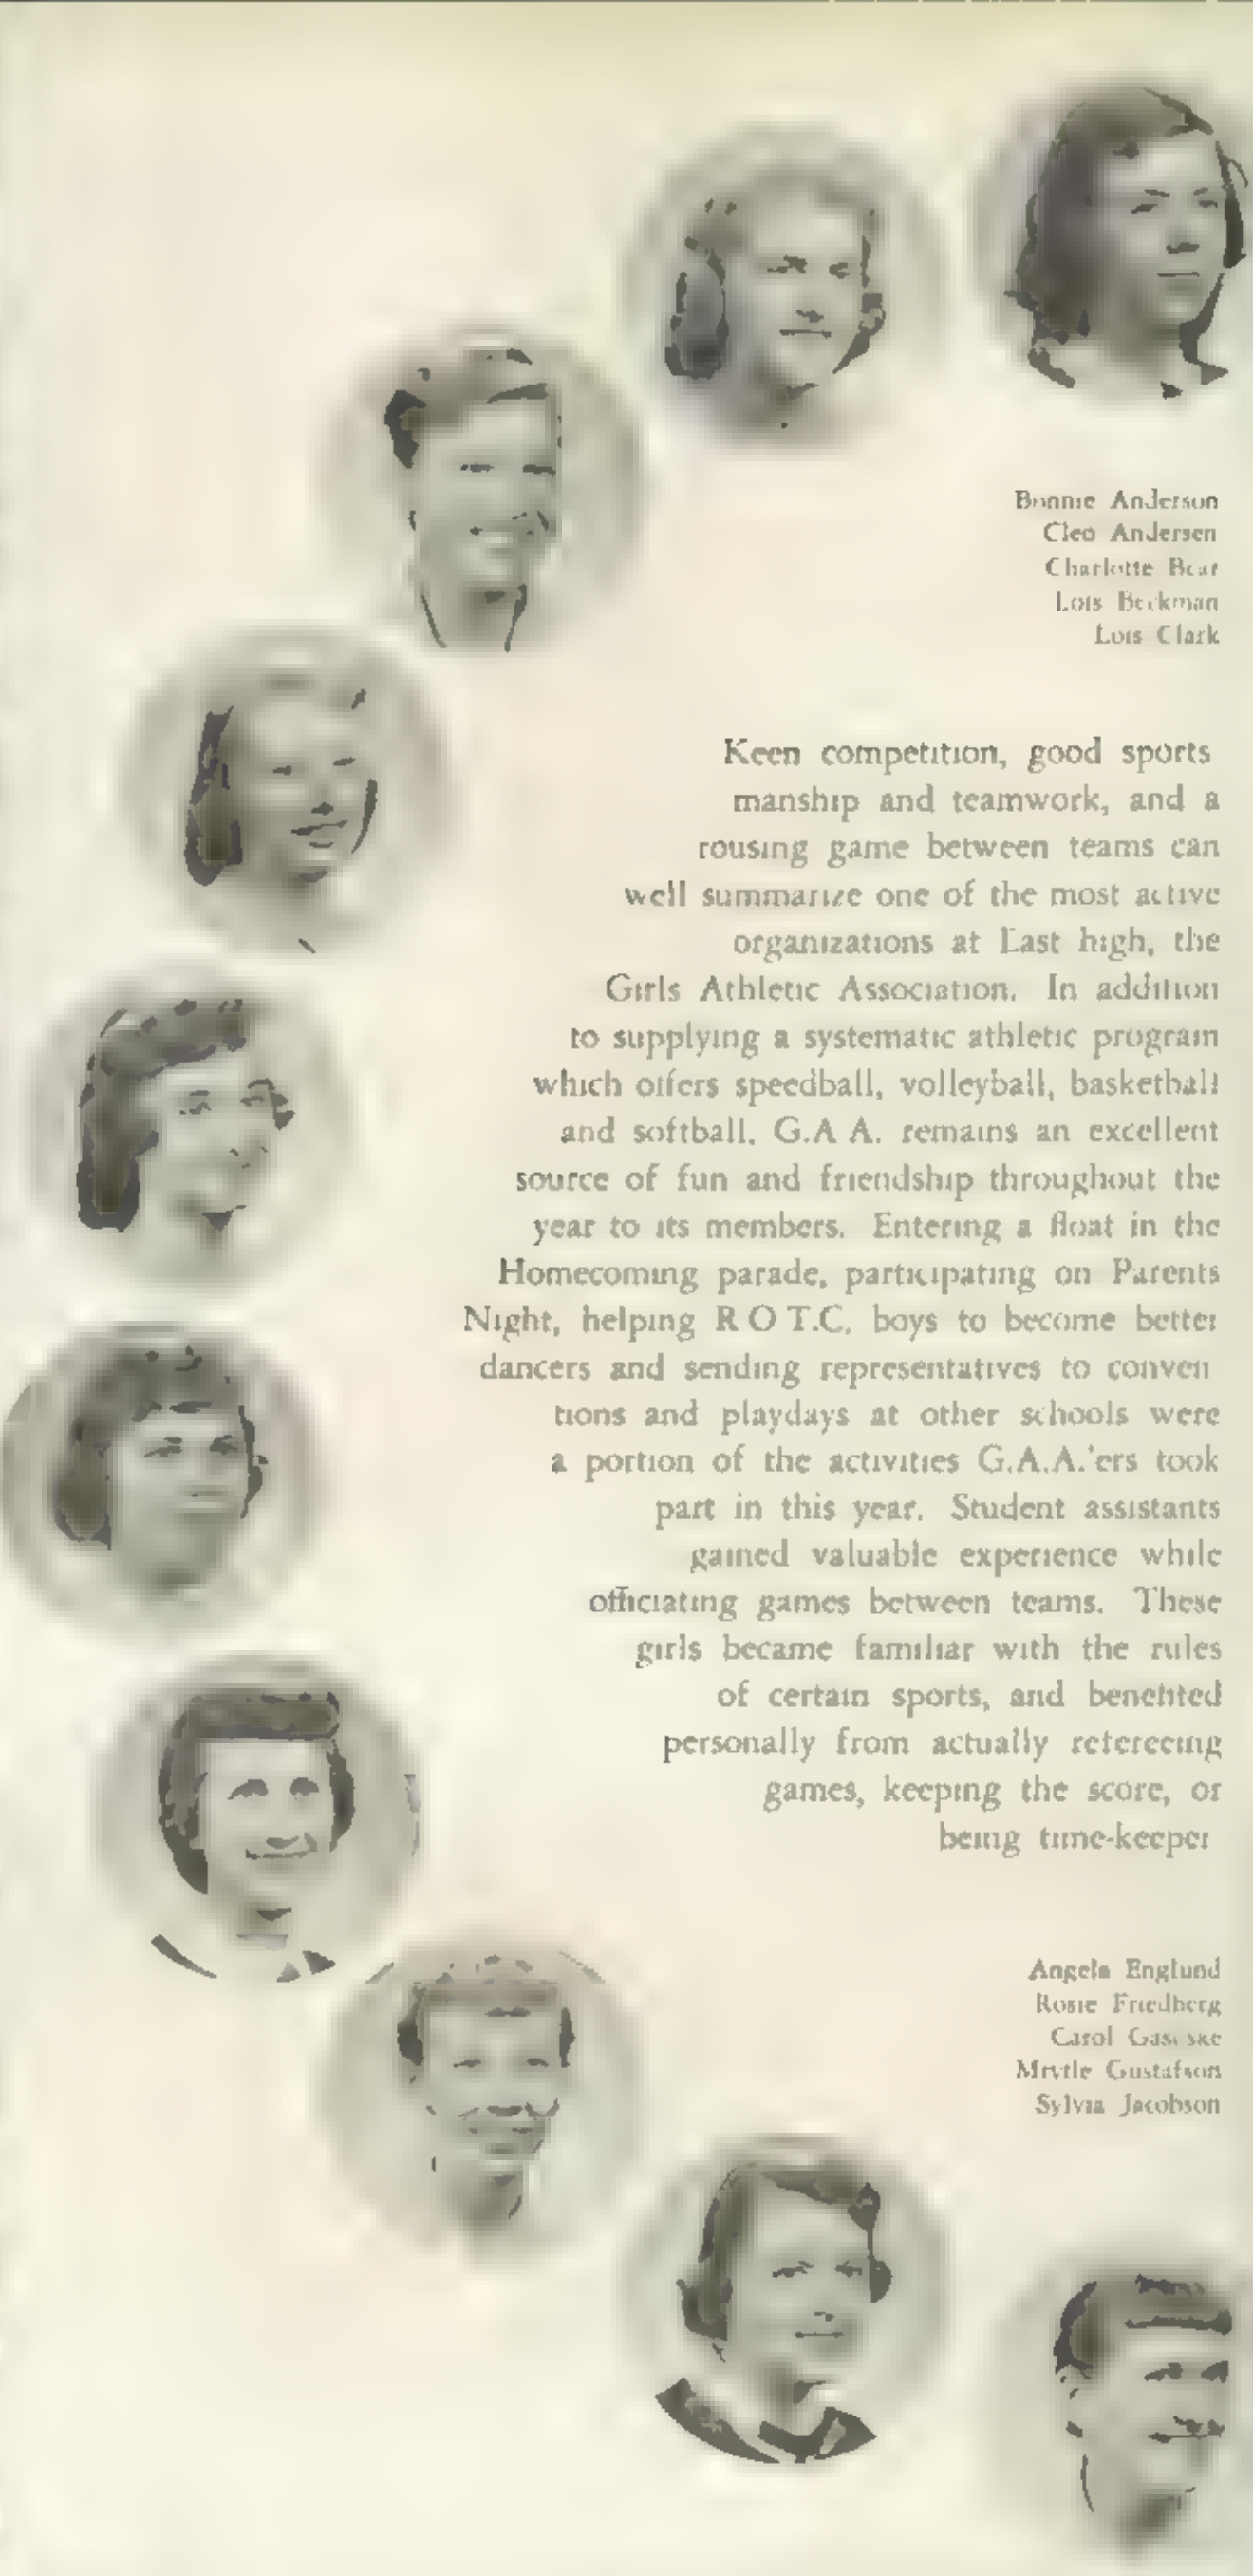 Bonnie Anderson
Cleo Andersen
Charlotte Bear
Lois Beckman
Lois Clark
Keen competition, good sports
manship and teamwork, and a
rousing game between teams can
well summarize one of the most active
organizations at East high, the
Girls Athletic Association. In addition
to supplying a systematic athletic program
which offers speedball, volleyball, basketball
and softball, G.A A. remains an excellent
source of fun and friendship throughout the
year to its members. Entering a float in the
Homecoming parade, participating on Parents
Night, helping R O T.C. boys to become better
dancers and sending representatives to conven
tions and playdays at other schools were
a portion of the activities G.A.A.'ers took
part in this year. Student assistants
gained valuable experience while
officiating games between teams. These
girls became familiar with the rules
of certain sports, and benefited
personally from actually refereeing
games, keeping the score, or
being time-keeper
Angela Englund
Rosie Friedberg
Carol
Mrytle Gustafson
Sylvia Jacobson